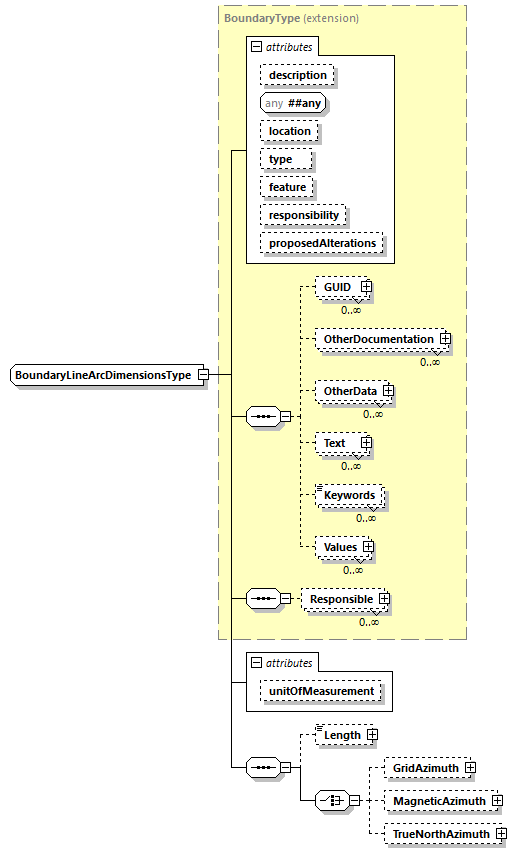 BoundaryType (extension)
attributes
description
any ##any
location
type
feature
responsibility
proposedAlterations
GUID
0..∞
OtherDocumentation
0..∞
BoundaryLineArcDimensionsType
OtherData
0..∞
Text
0..∞
Keywords
0..∞
Values
0..∞
Responsible
0..∞
attributes
unitOfMeasurement
Length
GridAzimuth
MagneticAzimuth
TrueNorthAzimuth